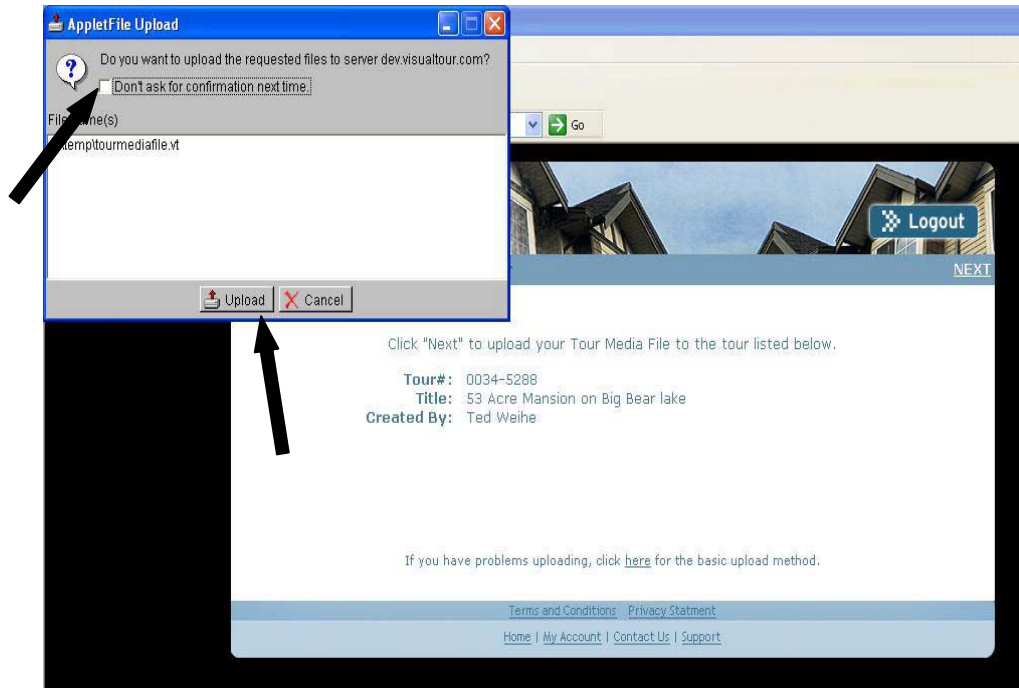 AppletFile Upload
Do you want to upload the requested files to server dev.visualtour.com?
Don't ask for confirmation next time.
File name(s)
temp\tourmediafile.vt
Upload
Cancel
Go
Logout
NEXT
Click "Next" to upload your Tour Media File to the tour listed below.
Tour#: 0034-5288
Title: 53 Acre Mansion on Big Bear lake
Created By: Ted Weihe
If you have problems uploading, click here for the basic upload method.
Terms and Conditions Privacy Statment
Home | My Account | Contact Us | Support